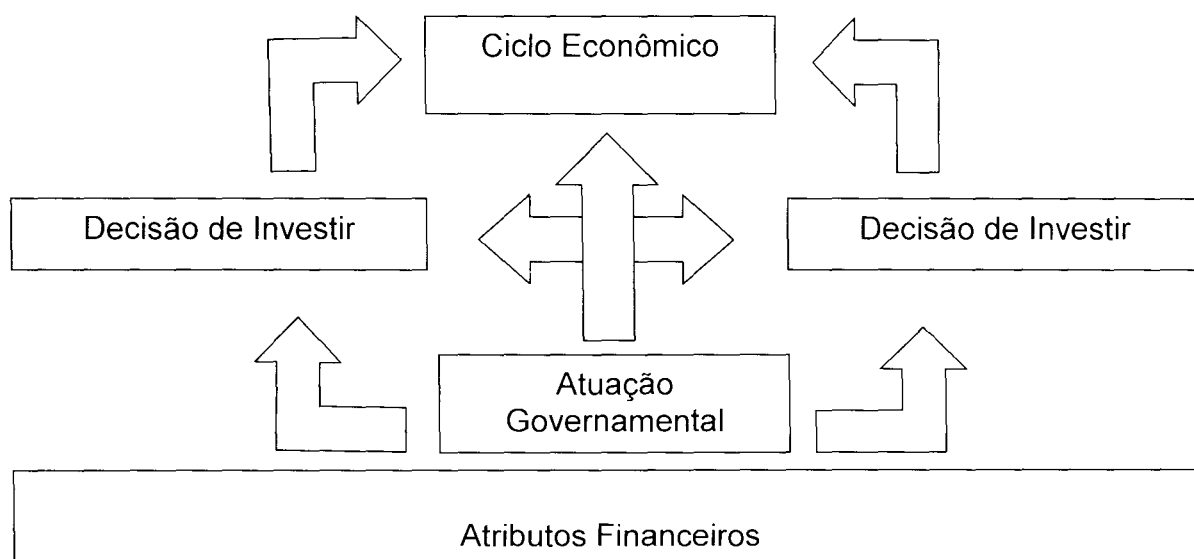 Ciclo Econômico
Decisão de Investir
Decisão de Investir
Atuação
Governamental
Atributos Financeiros